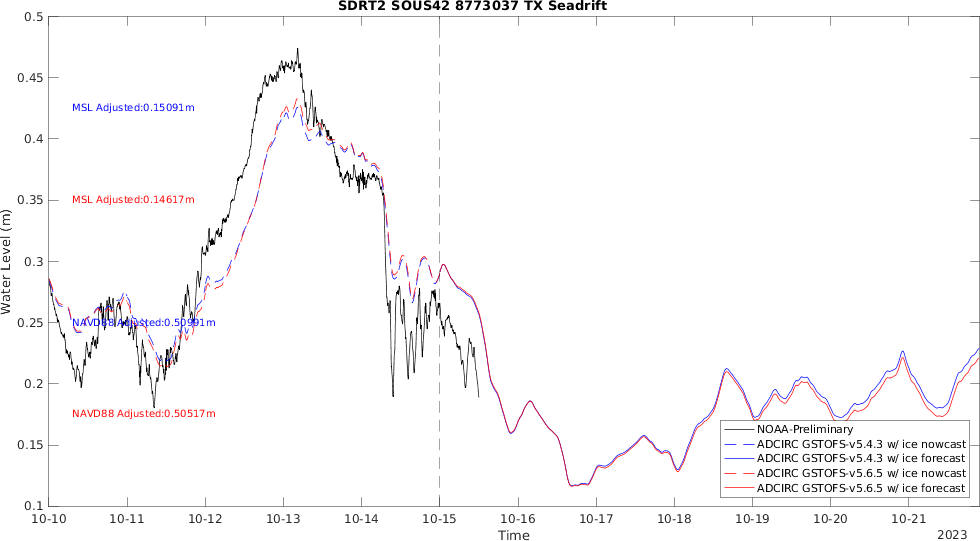 SDRT2 SOUS42 8773037 TX Seadrift
0.5
0.45
0.4
0.35
0.3
0.25
0.2
0.15
0.1
Water Level (m)
MSL Adjusted:0.15091m
MSL Adjusted:0.14617m
NAVD88 Adjusted:0.50991m
NAVD88 Adjusted:0.50517m
NOAA-Preliminary
ADCIRC GSTOFS-v5.4.3 w/ ice nowcast
ADCIRC GSTOFS-v5.4.3 w/ ice forecast
ADCIRC GSTOFS-v5.6.5 w/ ice nowcast
ADCIRC GSTOFS-v5.6.5 w/ ice forecast
10-10 10-11 10-12 10-13 10-14 10-15 10-16 10-17 10-18 10-19 10-20 10-21
Time
2023